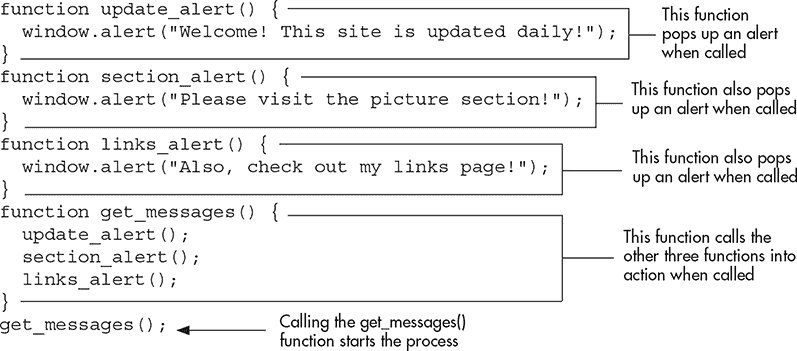 function update_alert() {
window.alert("Welcome! This site is updated daily!");
}
This function
pops up an alert
when called
function section_alert() {
window.alert("Please visit the picture section!");
}
This function also pops
up an alert when called
function links_alert() {
window.alert("Also, check out my links page!");
}
This function also pops
up an alert when called
function get_messages() {
update_alert();
section_alert();
links_alert();
}
This function calls the
other three functions into
action when called
get_messages();
Calling the get_messages()
function starts the process